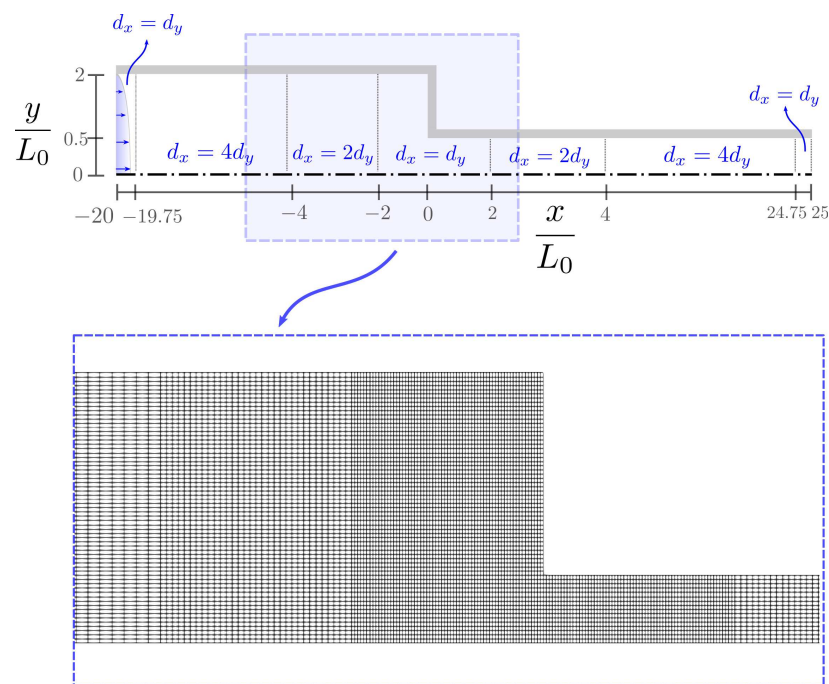 d_x = d_y
2
y/L_0
0.5
0
d_x = 4d_y
d_x = 2d_y
d_x = d_y
d_x = 2d_y
d_x = 4d_y
d_x = d_y
−20
−19.75
−4
−2
0
2
4
24.75
25
x/L_0